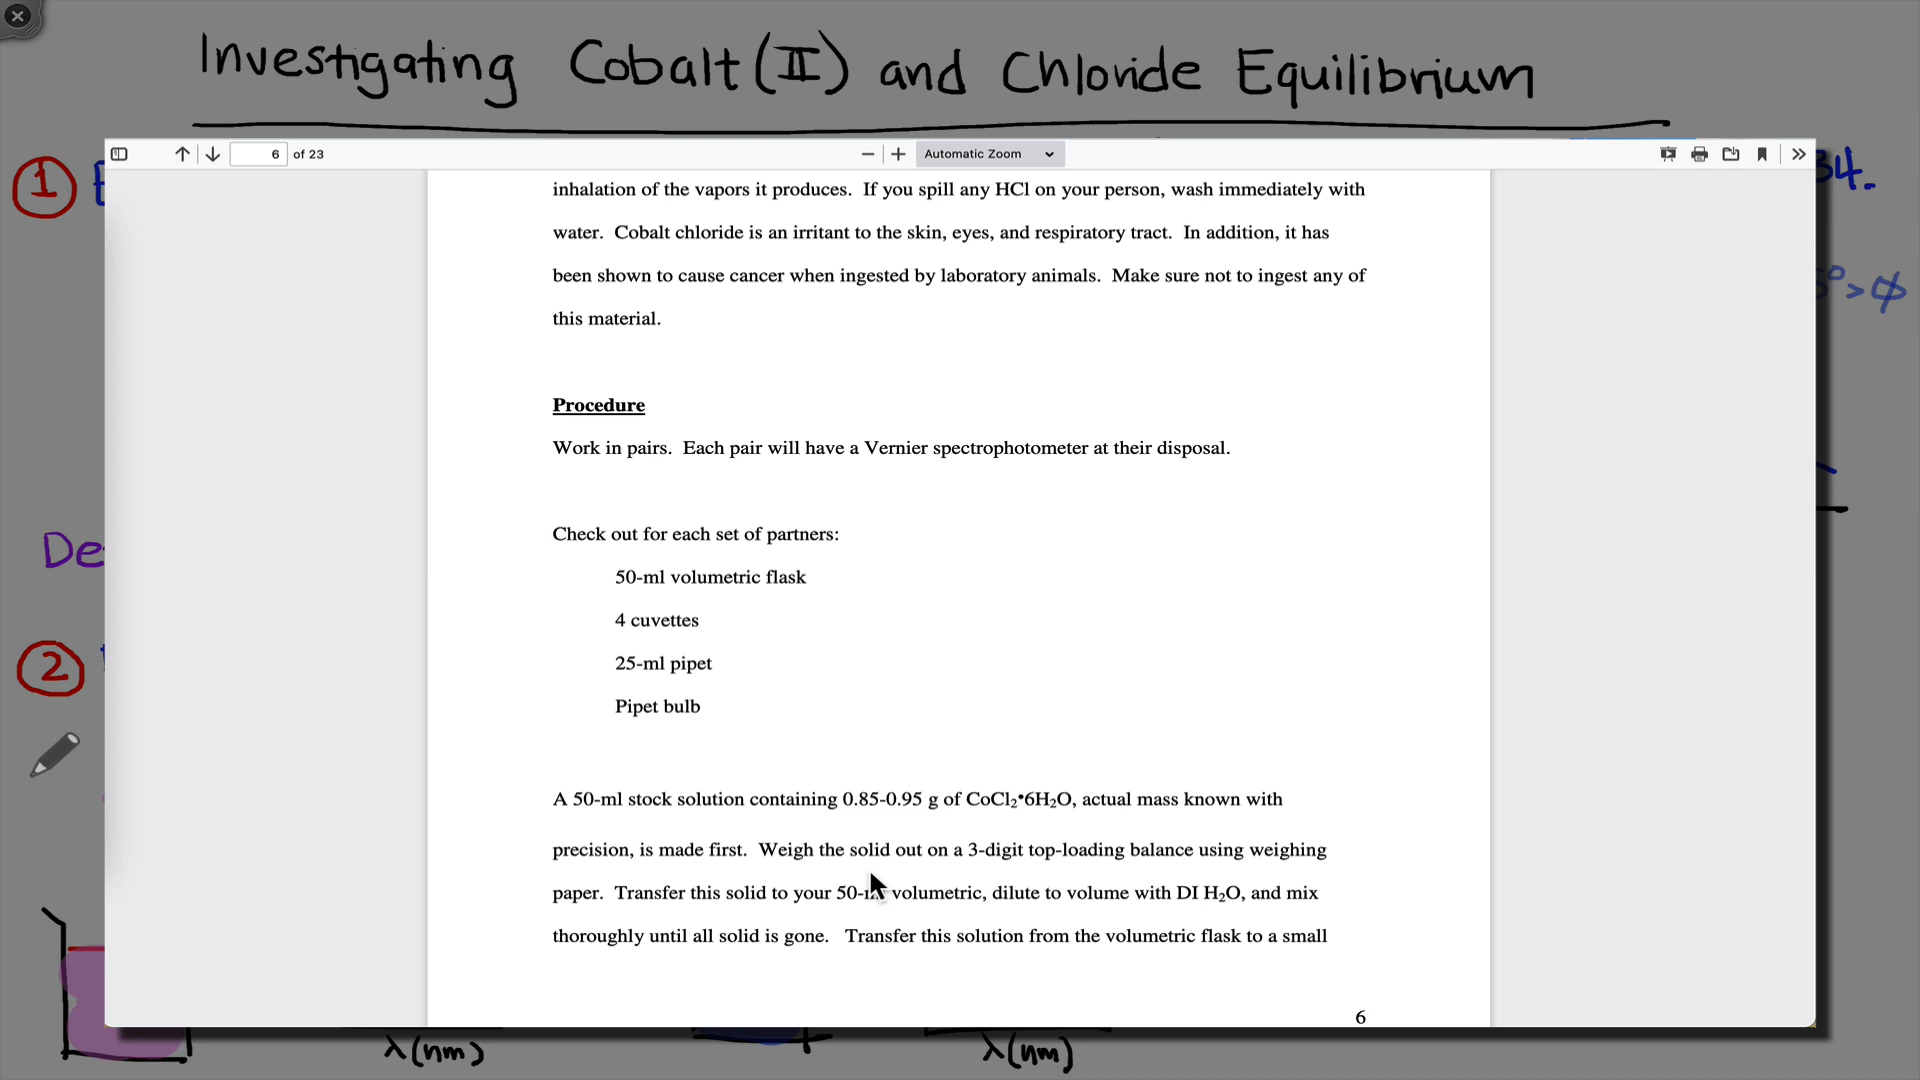 Investigating Cobalt(II) and Chloride Equilibrium
1
34.
6 of 23
Automatic Zoom
inhalation of the vapors it produces. If you spill any HCl on your person, wash immediately with
water. Cobalt chloride is an irritant to the skin, eyes, and respiratory tract. In addition, it has
been shown to cause cancer when ingested by laboratory animals. Make sure not to ingest any of
this material.
Procedure
Work in pairs. Each pair will have a Vernier spectrophotometer at their disposal.
Check out for each set of partners:
50-ml volumetric flask
De
4 cuvettes
2
25-ml pipet
Pipet bulb
A 50-ml stock solution containing 0.85-0.95 g of CoCl₂•6H₂O, actual mass known with
precision, is made first. Weigh the solid out on a 3-digit top-loading balance using weighing
paper. Transfer this solid to your volumetric, dilute to volume with DI H₂O, and mix
thoroughly until all solid is gone. Transfer this solution from the volumetric flask to a small
6
λ(nm) λ(nm)